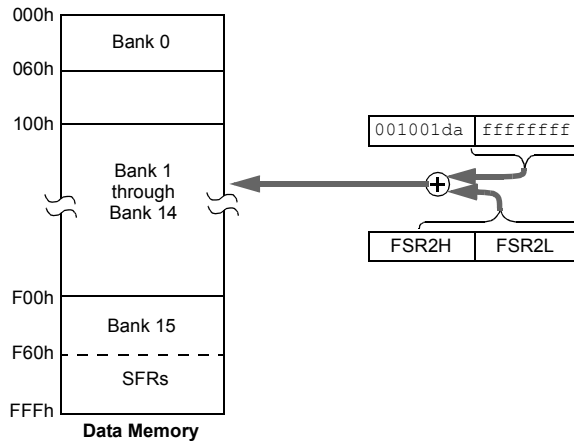 000h
Bank 0
060h
100h
001001da ffffffff
Bank 1
through
Bank 14
FSR2H FSR2L
F00h
Bank 15
F60h
SFRs
FFFh
Data Memory